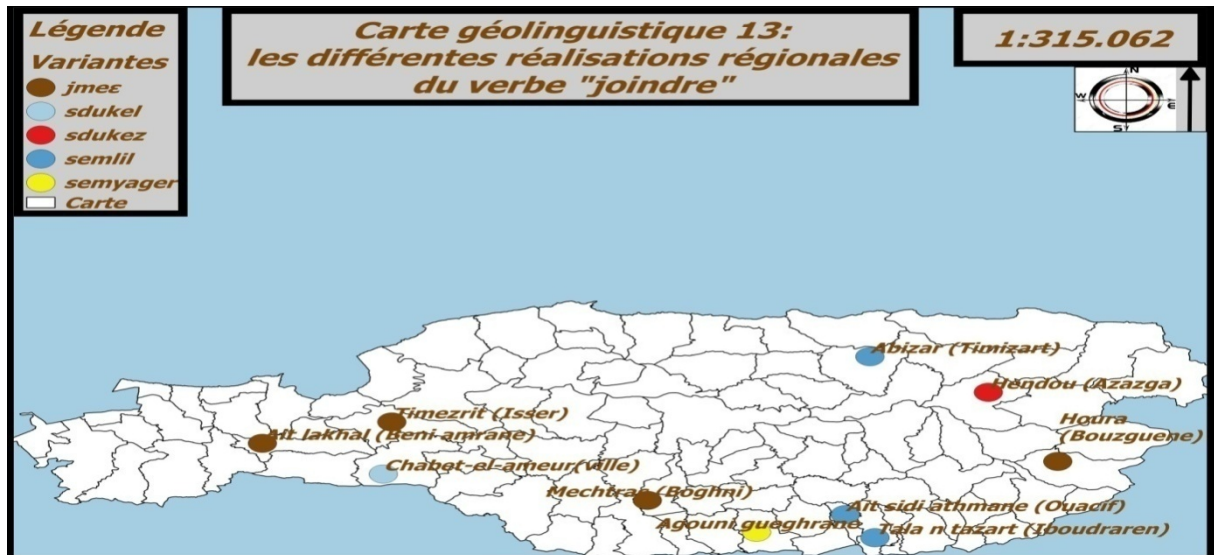 Légende
Variantes
jmeε
sdukel
sdukez
semlil
semyager
Carte
Carte géolinguistique 13:
les différentes réalisations régionales
du verbe "joindre"
1:315.062
N
W
E
S
Abizar (Timizart)
Hendou (Azazga)
Houra
(Bouzguene)
Timezrit (Isser)
Ait lakhal (Beni amrane)
Chabet-el-ameur(ville)
Mechtras (Boghni)
Aït sidi athmane (Ouacif)
Agouni gueghrane
Tala n tazart (Iboudraren)